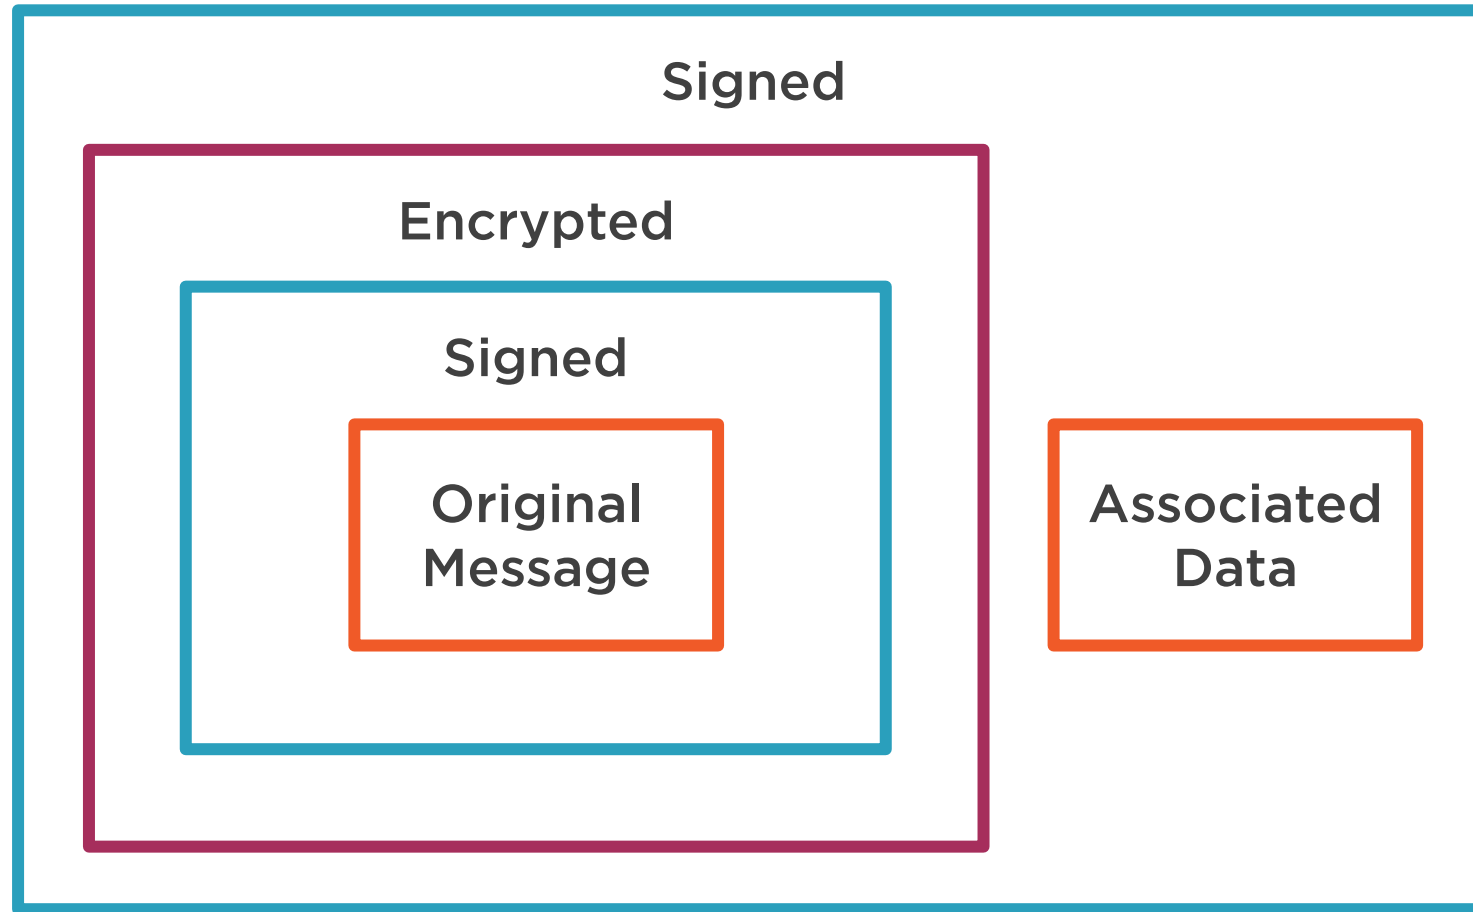 Signed
Encrypted
Signed
Original
Message
Associated
Data